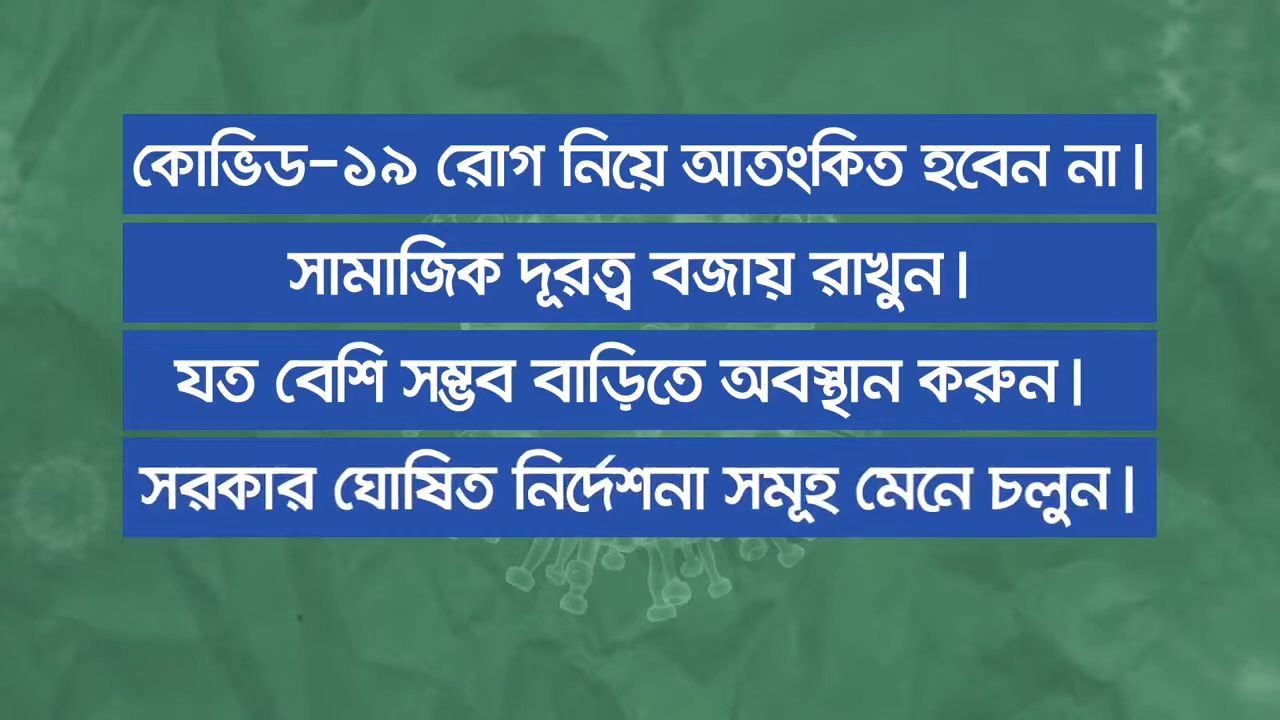 কোভিড-১৯ রোগ নিয়ে আতংকিত হবেন না।
সামাজিক দূরত্ব বজায় রাখুন।
যত বেশি সম্ভব বাড়িতে অবস্থান করুন।
সরকার ঘোষিত নির্দেশনা সমূহ মেনে চলুন।